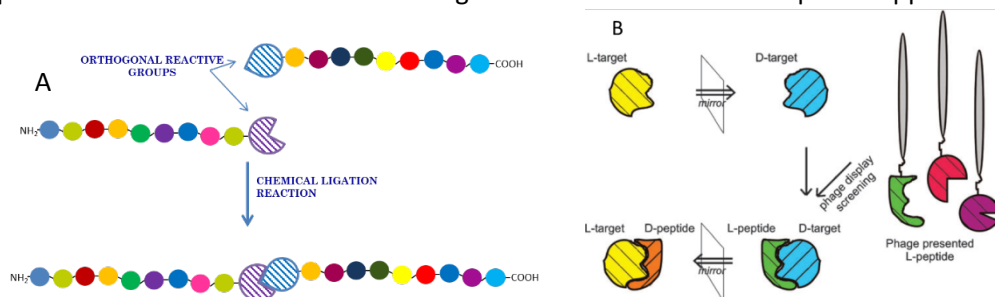 A
ORTHOGONAL REACTIVE
GROUPS
COOH
NH₂
CHEMICAL LIGATION
REACTION
NH₂
COOH
B
L-target
D-target
mirror
phage display
screening
L-target
D-peptide
L-peptide
D-target
mirror
Phage presented
L-peptide